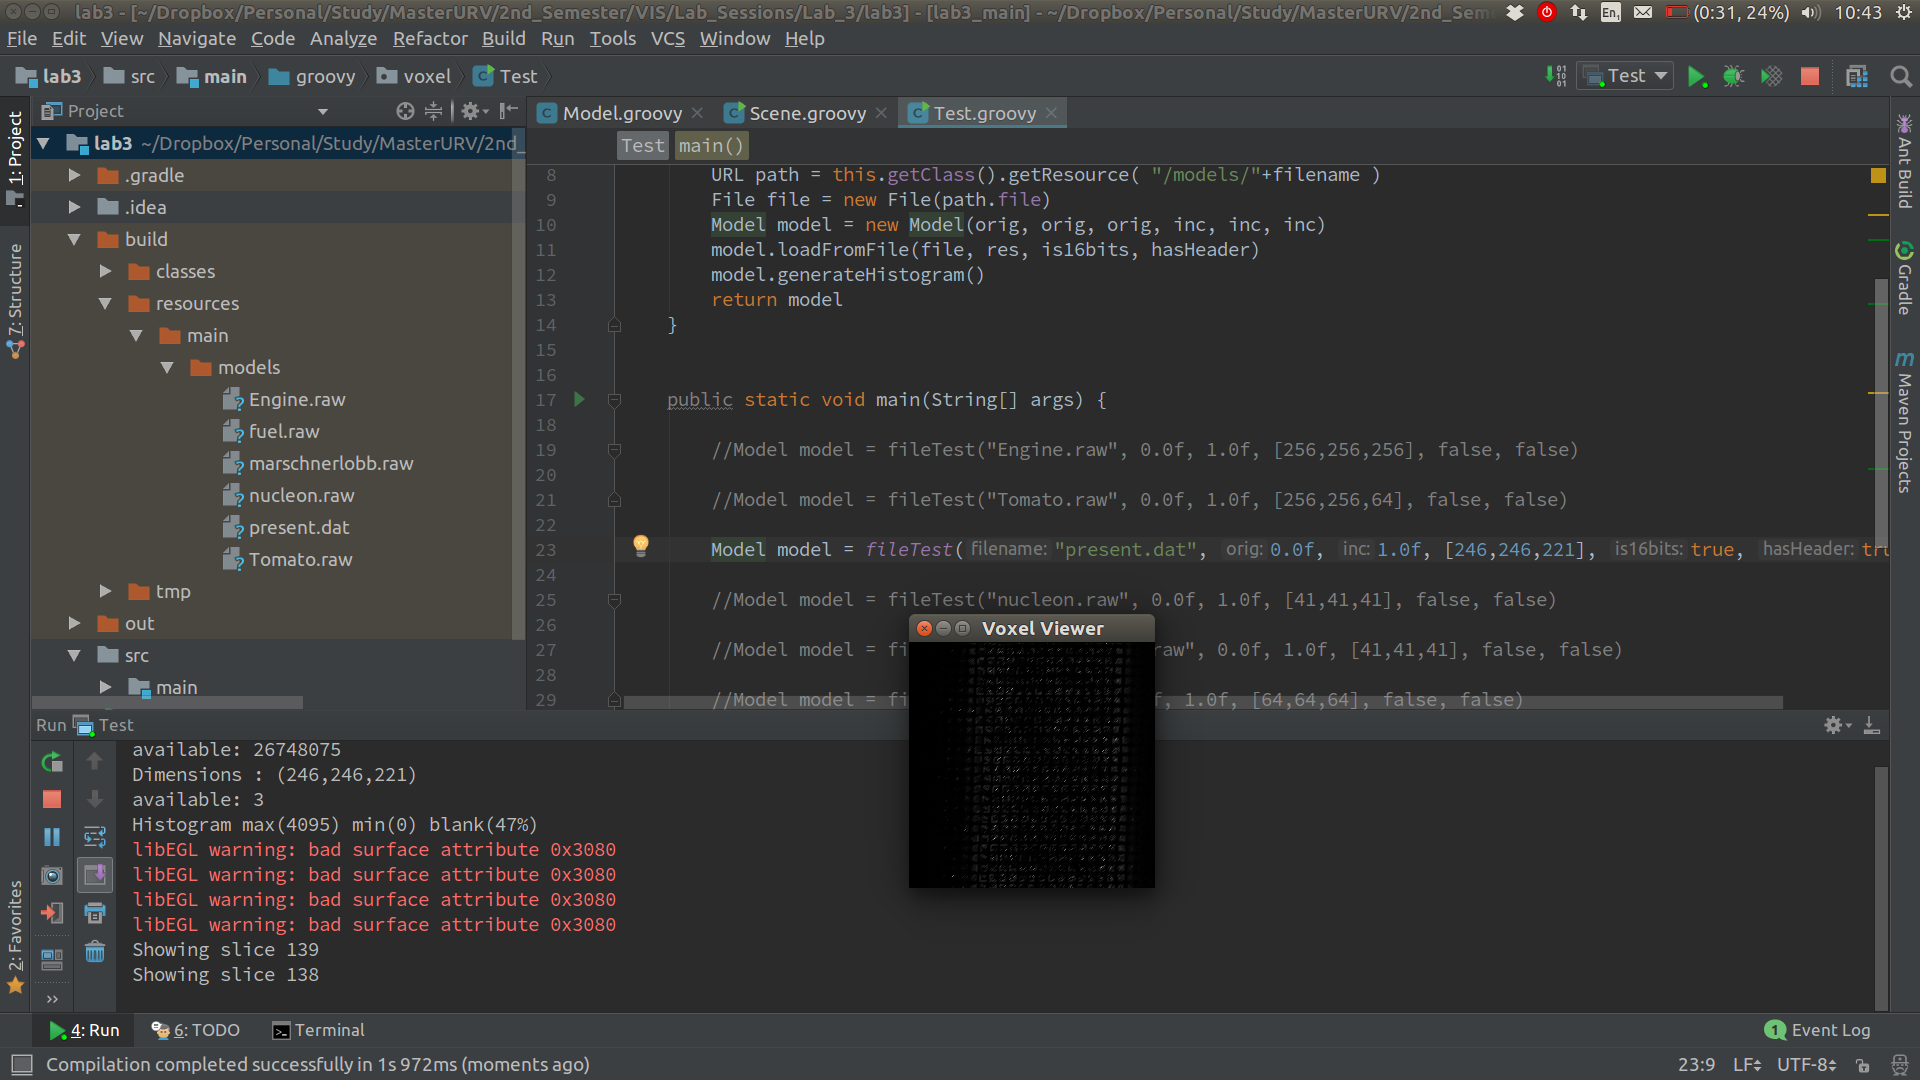 lab3 - [~/Dropbox/Personal/Study/MasterURV/2nd_Semester/VIS/Lab_Sessions/Lab_3/lab3] - [lab3_main] - ~/Dropbox/Personal/Study/MasterURV/2nd_Sem
En1 (0:31, 24%) 10:43
File Edit View Navigate Code Analyze Refactor Build Run Tools VCS Window Help
lab3 src main groovy voxel Test
Test
Project
Model.groovy Scene.groovy Test.groovy
Test main()
1: Project
7: Structure
2: Favorites
lab3 ~/Dropbox/Personal/Study/MasterURV/2nd_
.gradle
.idea
build
classes
resources
main
models
Engine.raw
fuel.raw
marschnerlobb.raw
nucleon.raw
present.dat
Tomato.raw
tmp
out
src
main
8 URL path = this.getClass().getResource( "/models/"+filename )
9 File file = new File(path.file)
10 Model model = new Model(orig, orig, orig, inc, inc, inc)
11 model.loadFromFile(file, res, is16bits, hasHeader)
12 model.generateHistogram()
13 return model
14 }
15
16
17 public static void main(String[] args) {
18
19 //Model model = fileTest("Engine.raw", 0.0f, 1.0f, [256,256,256], false, false)
20
21 //Model model = fileTest("Tomato.raw", 0.0f, 1.0f, [256,256,64], false, false)
22
23 Model model = fileTest( filename: "present.dat", orig: 0.0f, inc: 1.0f, [246,246,221], is16bits: true, hasHeader: tru
24
25 //Model model = fileTest("nucleon.raw", 0.0f, 1.0f, [41,41,41], false, false)
26
27 //Model model = fi raw", 0.0f, 1.0f, [41,41,41], false, false)
28
29 //Model model = fi f, 1.0f, [64,64,64], false, false)
Voxel Viewer
Ant Build
Gradle
Maven Projects
Run Test
available: 26748075
Dimensions : (246,246,221)
available: 3
Histogram max(4095) min(0) blank(47%)
libEGL warning: bad surface attribute 0x3080
libEGL warning: bad surface attribute 0x3080
libEGL warning: bad surface attribute 0x3080
libEGL warning: bad surface attribute 0x3080
Showing slice 139
Showing slice 138
4: Run 6: TODO Terminal 1 Event Log
Compilation completed successfully in 1s 972ms (moments ago) 23:9 LF UTF-8